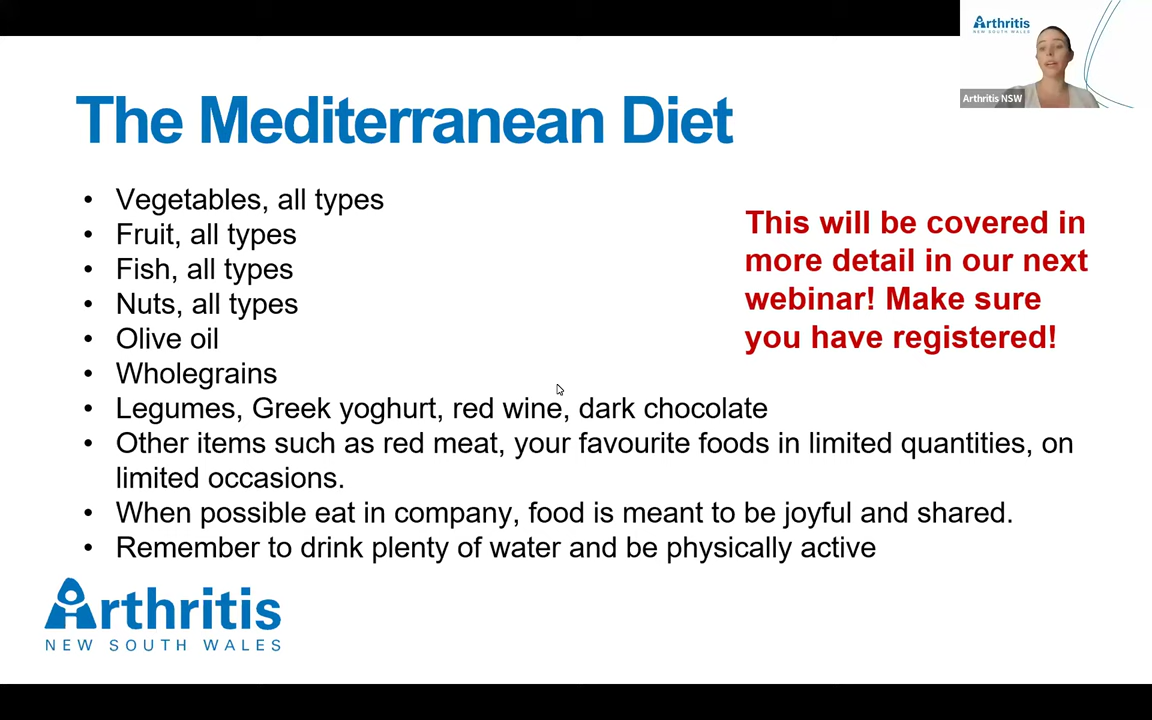 The Mediterranean Diet
• Vegetables, all types
• Fruit, all types
• Fish, all types
• Nuts, all types
• Olive oil
• Wholegrains
• Legumes, Greek yoghurt, red wine, dark chocolate
• Other items such as red meat, your favourite foods in limited quantities, on
limited occasions.
• When possible eat in company, food is meant to be joyful and shared.
• Remember to drink plenty of water and be physically active
This will be covered in
more detail in our next
webinar! Make sure
you have registered!
Arthritis
NEW SOUTH WALES
Arthritis
NEW SOUTH WALES
Arthritis NSW